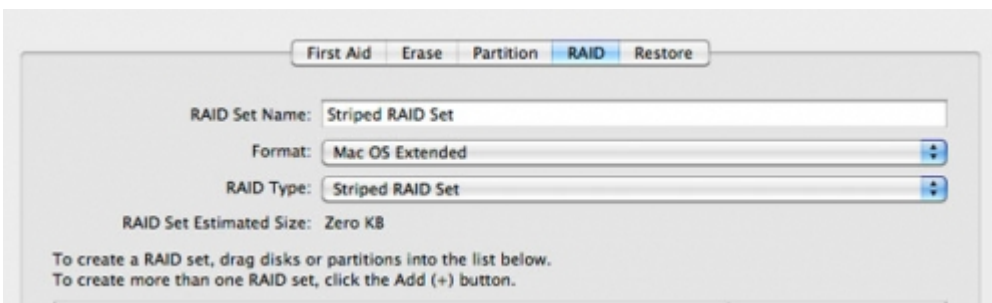 First Aid Erase Partition RAID Restore
RAID Set Name: Striped RAID Set
Format: Mac OS Extended
RAID Type: Striped RAID Set
RAID Set Estimated Size: Zero KB
To create a RAID set, drag disks or partitions into the list below.
To create more than one RAID set, click the Add (+) button.